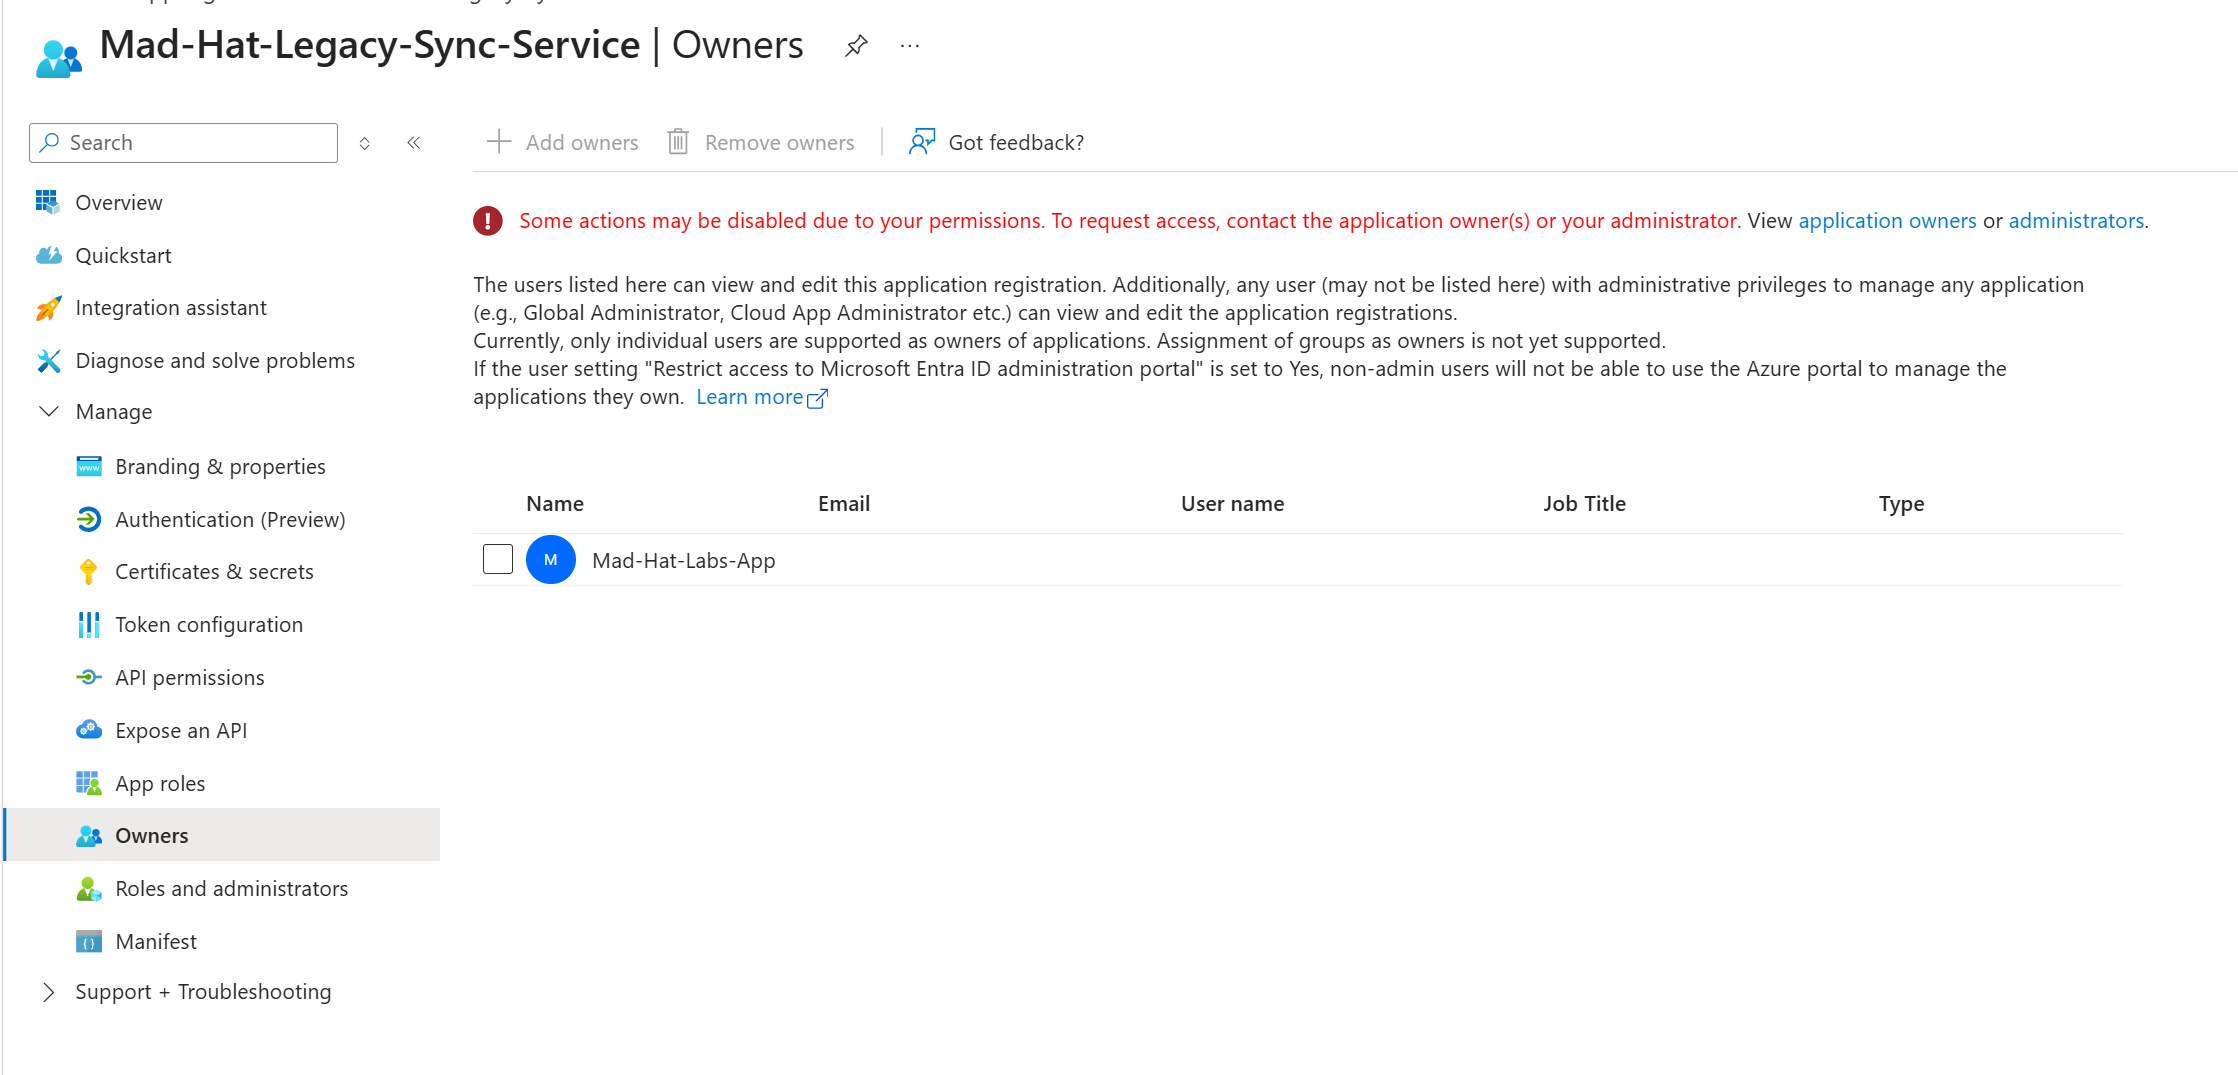 Mad-Hat-Legacy-Sync-Service | Owners
Search
Add owners
Remove owners
Got feedback?
Overview
Quickstart
Integration assistant
Diagnose and solve problems
Manage
Branding & properties
Authentication (Preview)
Certificates & secrets
Token configuration
API permissions
Expose an API
App roles
Owners
Roles and administrators
Manifest
Support + Troubleshooting
Some actions may be disabled due to your permissions. To request access, contact the application owner(s) or your administrator. View application owners or administrators.
The users listed here can view and edit this application registration. Additionally, any user (may not be listed here) with administrative privileges to manage any application
(e.g., Global Administrator, Cloud App Administrator etc.) can view and edit the application registrations.
Currently, only individual users are supported as owners of applications. Assignment of groups as owners is not yet supported.
If the user setting "Restrict access to Microsoft Entra ID administration portal" is set to Yes, non-admin users will not be able to use the Azure portal to manage the
applications they own. Learn more
Name Email User name Job Title Type
M Mad-Hat-Labs-App